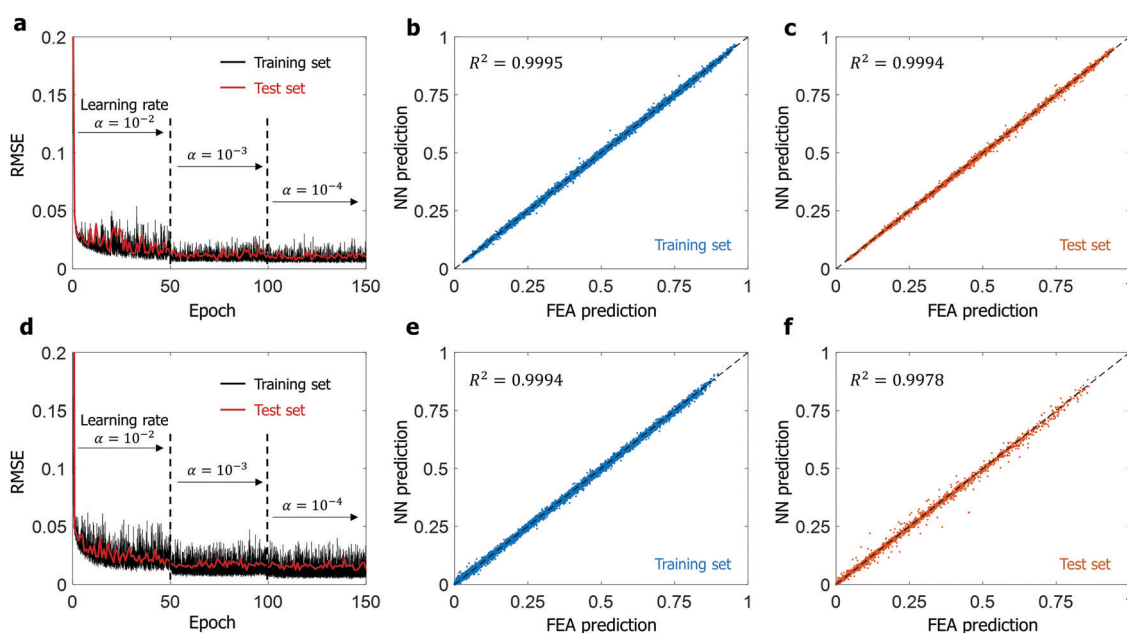 a
0.2
0.15
0.1
0.05
0
RMSE
Training set
Test set
Learning rate
α = 10⁻²
α = 10⁻³
α = 10⁻⁴
0 50 100 150
Epoch
b
1
0.75
0.5
0.25
0
NN prediction
R² = 0.9995
Training set
0 0.25 0.5 0.75 1
FEA prediction
c
1
0.75
0.5
0.25
0
NN prediction
R² = 0.9994
Test set
0 0.25 0.5 0.75 1
FEA prediction
d
0.2
0.15
0.1
0.05
0
RMSE
Training set
Test set
Learning rate
α = 10⁻²
α = 10⁻³
α = 10⁻⁴
0 50 100 150
Epoch
e
1
0.75
0.5
0.25
0
NN prediction
R² = 0.9994
Training set
0 0.25 0.5 0.75 1
FEA prediction
f
1
0.75
0.5
0.25
0
NN prediction
R² = 0.9978
Test set
0 0.25 0.5 0.75 1
FEA prediction